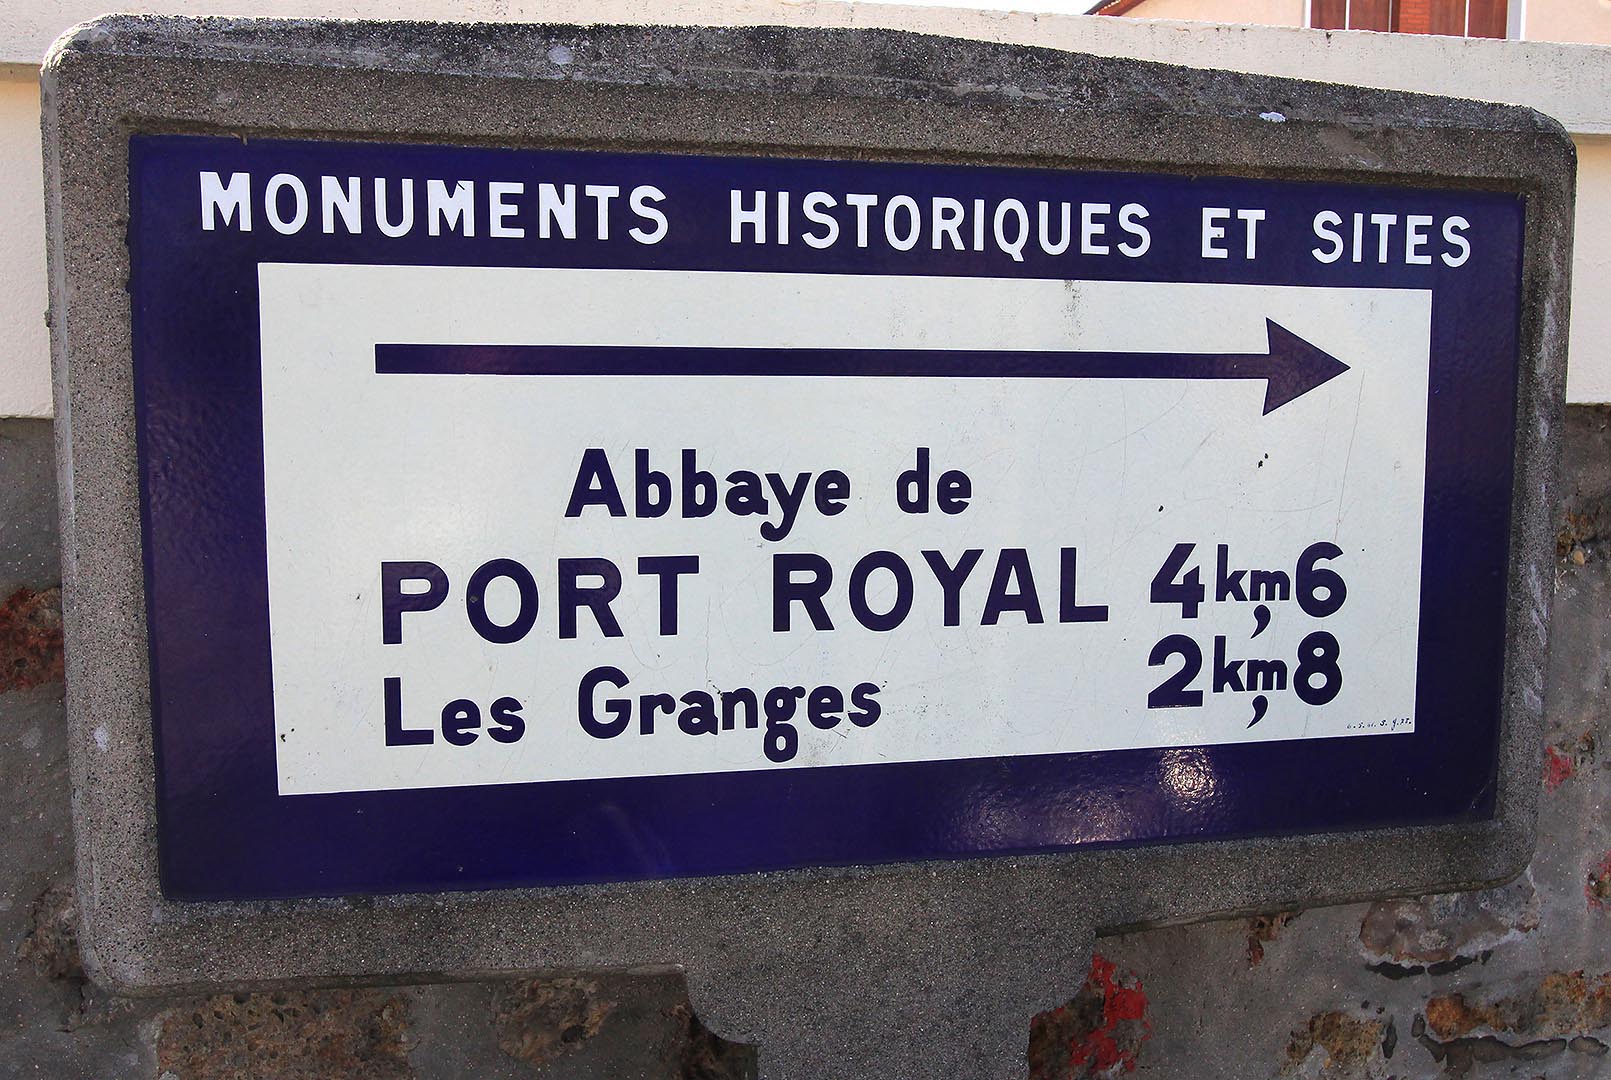 MONUMENTS HISTORIQUES ET SITES
Abbaye de
PORT ROYAL 4km,6
Les Granges 2km,8